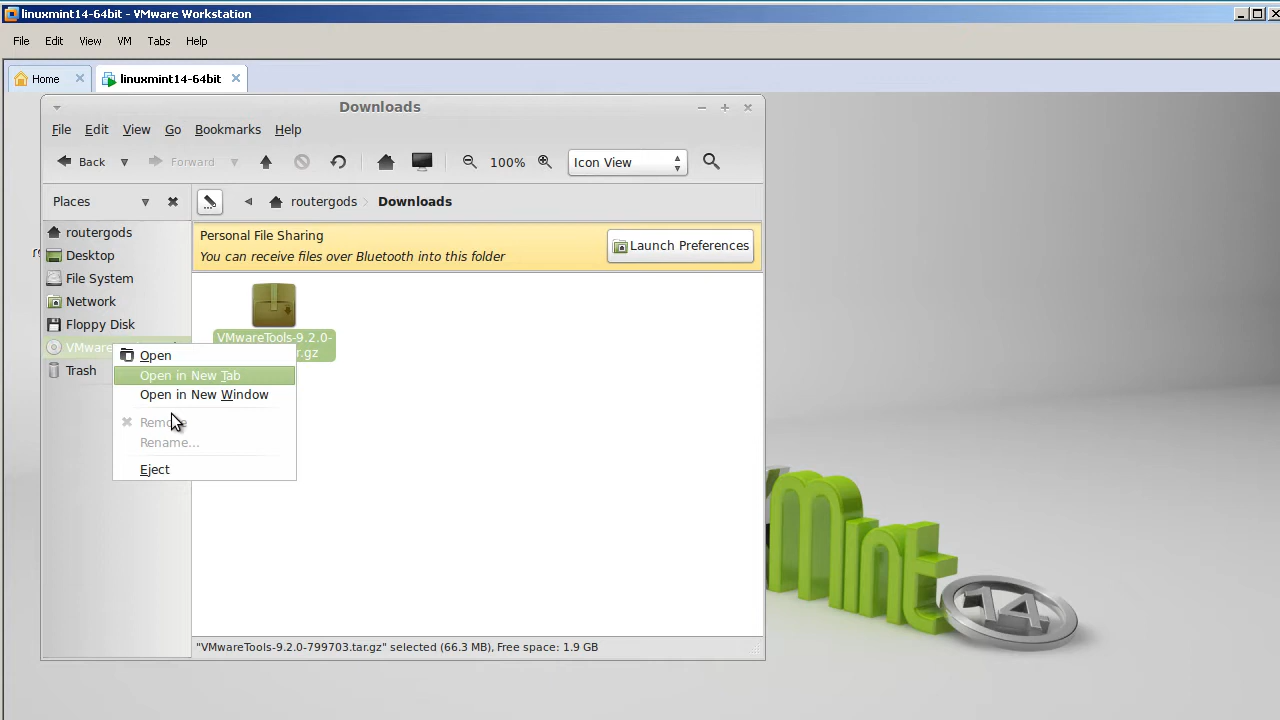 linuxmint14-64bit - VMware Workstation
File Edit View VM Tabs Help
Home linuxmint14-64bit
Downloads
File Edit View Go Bookmarks Help
Back Forward 100% Icon View
Places routergods Downloads
routergods
Desktop
File System
Network
Floppy Disk
VMware
Trash
Personal File Sharing
You can receive files over Bluetooth into this folder
Launch Preferences
VMwareTools-9.2.0-
r.gz
Open
Open in New Tab
Open in New Window
Rename...
Eject
"VMwareTools-9.2.0-799703.tar.gz" selected (66.3 MB), Free space: 1.9 GB
Mint
14